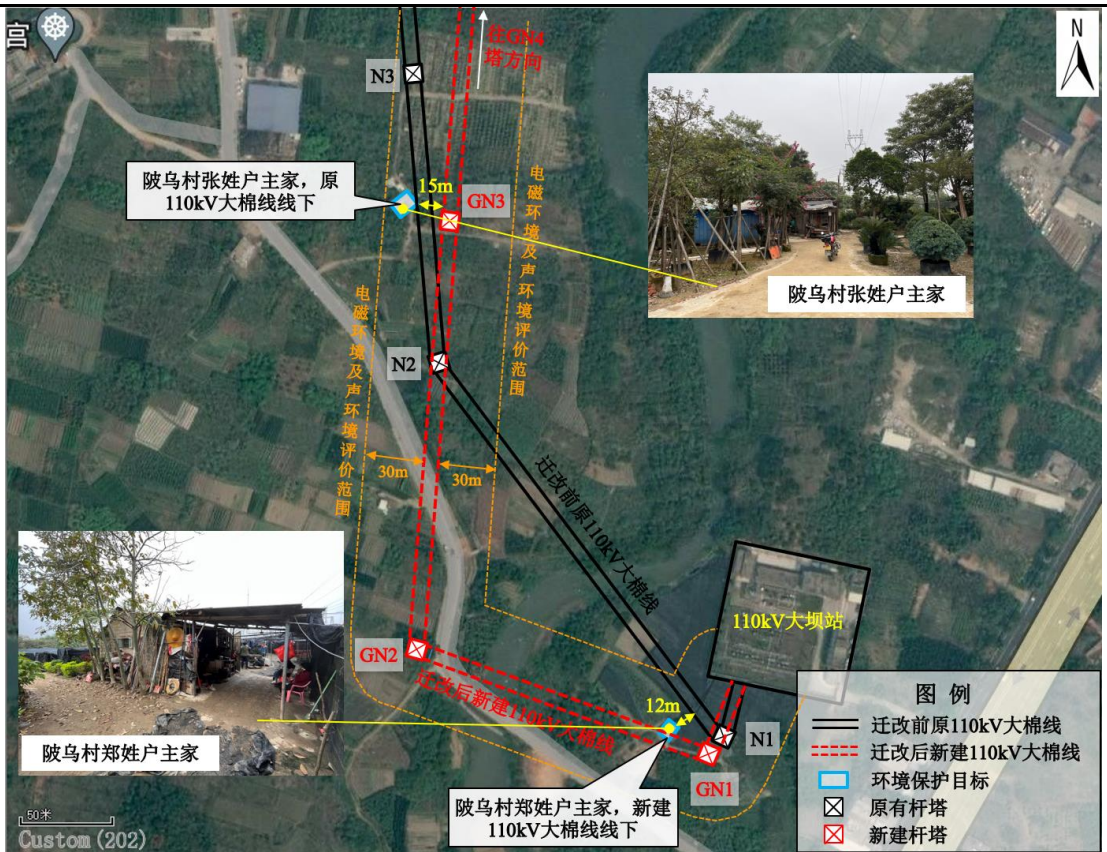 宫
N
往GN4
塔方向
N3
陂乌村张姓户主家，原
110kV大棉线线下
15m
GN3
陂乌村张姓户主家
电磁环境及声环境评价范围
电磁环境及声环境评价范围
N2
30m
30m
迁改前原110kV大棉线
110kV大坝站
GN2
迁改后新建110kV大棉线
12m
N1
GN1
陂乌村郑姓户主家
陂乌村郑姓户主家，新建
110kV大棉线线下
图 例
迁改前原110kV大棉线
迁改后新建110kV大棉线
环境保护目标
原有杆塔
新建杆塔
50米
Custom (202)